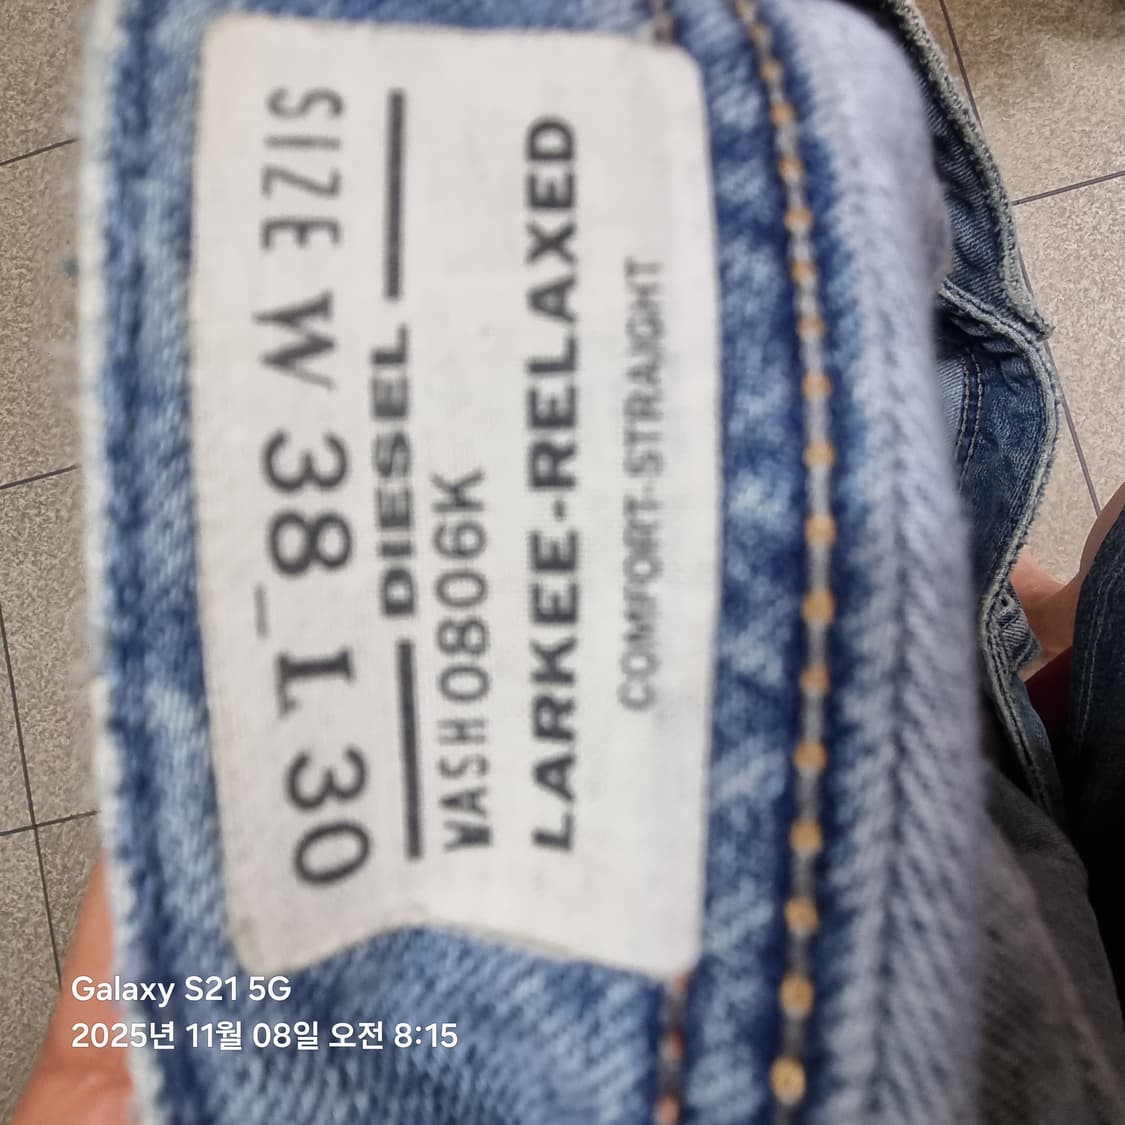 COMFORT-STRAIGHT
LARKEE-RELAXED
WASH 0806K
DIESEL
SIZE W 38_L 30
Galaxy S21 5G
2025년 11월 08일 오전 8:15